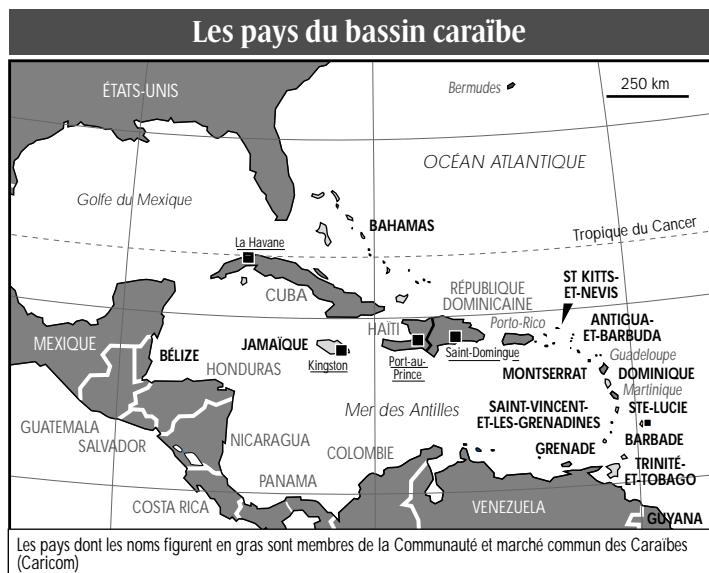 Les pays du bassin caraïbe
ÉTATS-UNIS
Bermudes
250 km
OCÉAN ATLANTIQUE
Golfe du Mexique
BAHAMAS
Tropique du Cancer
La Havane
CUBA
RÉPUBLIQUE
DOMINICAINE
ST KITTS-
ET-NEVIS
HAÏTI
Porto-Rico
ANTIGUA-
ET-BARBUDA
MEXIQUE
BÉLIZE
JAMAÏQUE
Kingston
Port-au-
Prince
Saint-Domingue
Guadeloupe
HONDURAS
MONTSERRAT
DOMINIQUE
Martinique
Mer des Antilles
SAINT-VINCENT-
ET-LES-GRENADINES
STE-LUCIE
GUATEMALA
SALVADOR
NICARAGUA
COLOMBIE
GRENADE
BARBADE
TRINITÉ-
ET-TOBAGO
PANAMA
COSTA RICA
VENEZUELA
GUYANA
Les pays dont les noms figurent en gras sont membres de la Communauté et marché commun des Caraïbes
(Caricom)